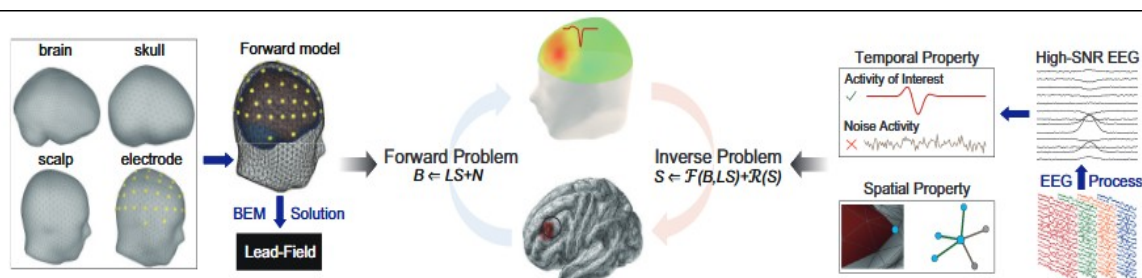 brain skull
scalp electrode
Forward model
BEM Solution
Lead-Field
Forward Problem
B ⇐ LS+N
Inverse Problem
S ⇐ ℱ(B,LS)+ℛ(S)
Temporal Property
Activity of Interest
Noise Activity
Spatial Property
High-SNR EEG
EEG Process